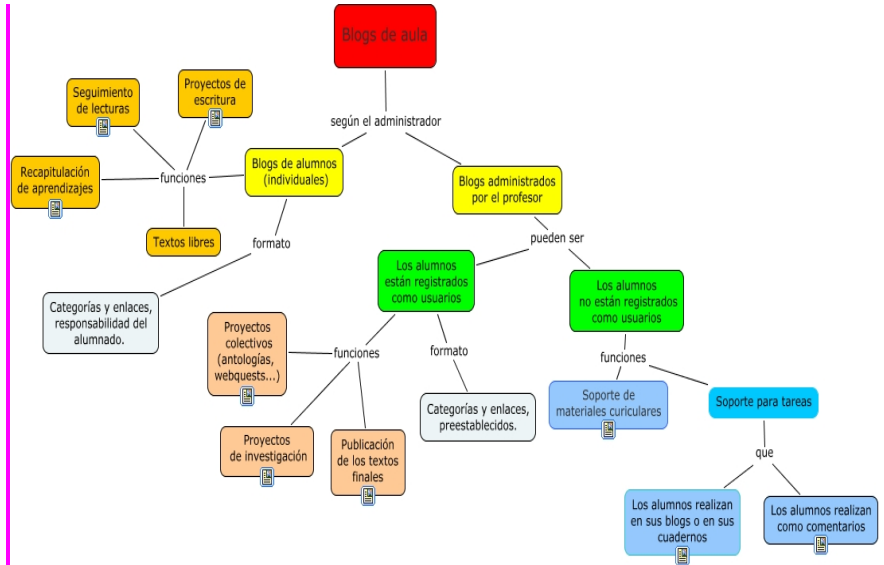 Blogs de aula
según el administrador
Proyectos de
escritura
Seguimiento
de lecturas
Recapitulación
de aprendizajes
funciones
Blogs de alumnos
(individuales)
Textos libres
formato
Categorías y enlaces,
responsabilidad del
alumnado.
Blogs administrados
por el profesor
pueden ser
Los alumnos
están registrados
como usuarios
Los alumnos
no están registrados
como usuarios
Proyectos
colectivos
(antologías,
webquests...)
funciones
formato
Proyectos
de investigación
Publicación
de los textos
finales
Categorías y enlaces,
preestablecidos.
funciones
Soporte de
materiales curiculares
Soporte para tareas
que
Los alumnos realizan
en sus blogs o en sus
cuadernos
Los alumnos realizan
como comentarios